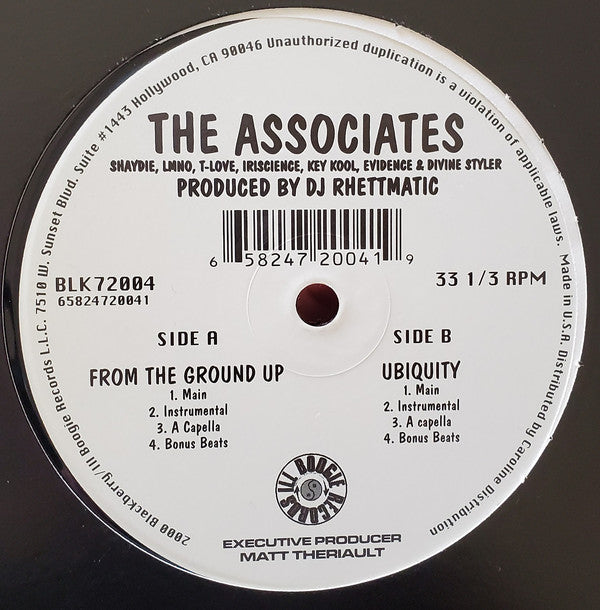 2000 Blackberry/Ill Boogie Records L.L.C. 7510 W. Sunset Blvd. Suite #1443 Hollywood, CA 90046 Unauthorized duplication is a violation of applicable laws. Made in U.S.A. Distributed by Caroline Distribution
THE ASSOCIATES
SHAYDIE, LMNO, T-LOVE, IRISCIENCE, KEY KOOL, EVIDENCE & DIVINE STYLER
PRODUCED BY DJ RHETTMATIC
6 58247 20041 9
BLK72004
65824720041
33 1/3 RPM
SIDE A
FROM THE GROUND UP
1. Main
2. Instrumental
3. A Capella
4. Bonus Beats
SIDE B
UBIQUITY
1. Main
2. Instrumental
3. A capella
4. Bonus Beats
ILL BOOGIE RECORDS
EXECUTIVE PRODUCER
MATT THERIAULT